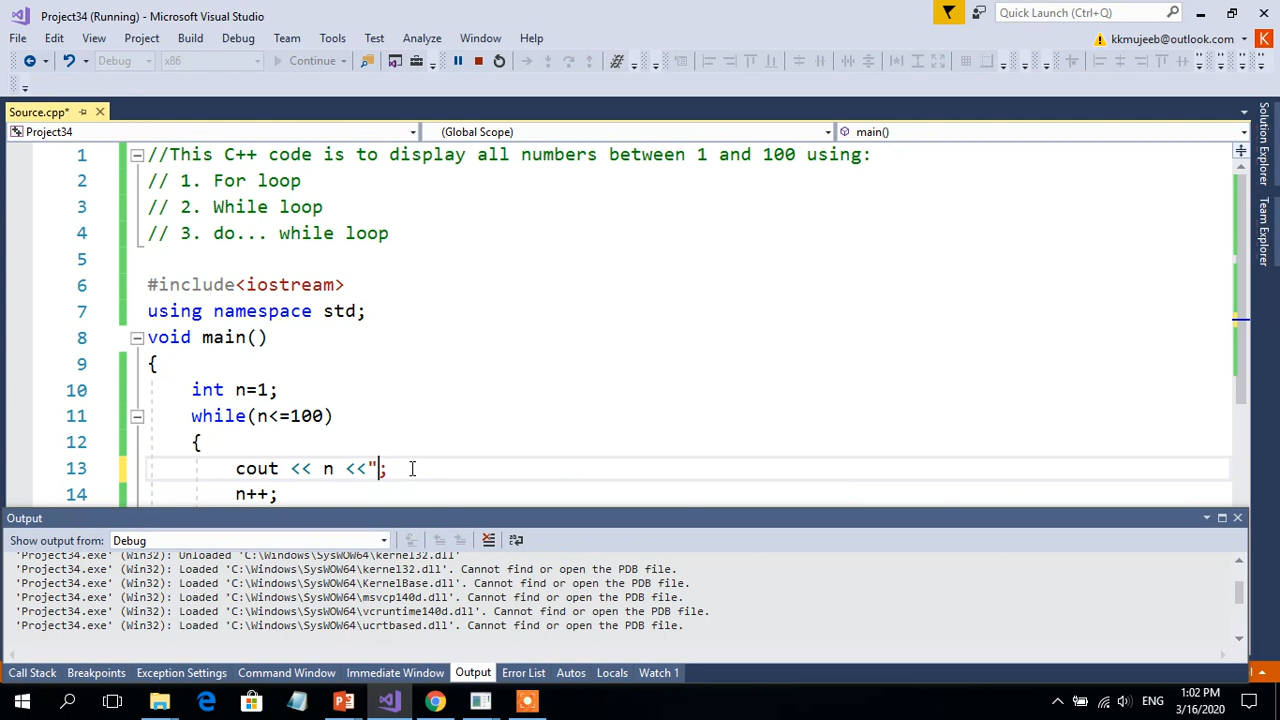 Project34 (Running) - Microsoft Visual Studio
Quick Launch (Ctrl+Q)
File Edit View Project Build Debug Team Tools Test Analyze Window Help
kkmujeeb@outlook.com K
Debug x86 Continue
Source.cpp*
Project34 (Global Scope) main()
1 //This C++ code is to display all numbers between 1 and 100 using:
2 // 1. For loop
3 // 2. While loop
4 // 3. do... while loop
5
6 #include<iostream>
7 using namespace std;
8 void main()
9 {
10 int n=1;
11 while(n<=100)
12 {
13 cout << n <<";
14 n++;
Solution Explorer
Team Explorer
Output
Show output from: Debug
'Project34.exe' (Win32): Unloaded 'C:\Windows\SysWOW64\kernel32.dll'
'Project34.exe' (Win32): Loaded 'C:\Windows\SysWOW64\kernel32.dll'. Cannot find or open the PDB file.
'Project34.exe' (Win32): Loaded 'C:\Windows\SysWOW64\KernelBase.dll'. Cannot find or open the PDB file.
'Project34.exe' (Win32): Loaded 'C:\Windows\SysWOW64\msvcp140d.dll'. Cannot find or open the PDB file.
'Project34.exe' (Win32): Loaded 'C:\Windows\SysWOW64\vcruntime140d.dll'. Cannot find or open the PDB file.
'Project34.exe' (Win32): Loaded 'C:\Windows\SysWOW64\ucrtbased.dll'. Cannot find or open the PDB file.
Call Stack Breakpoints Exception Settings Command Window Immediate Window Output Error List Autos Locals Watch 1
ENG
1:02 PM
3/16/2020